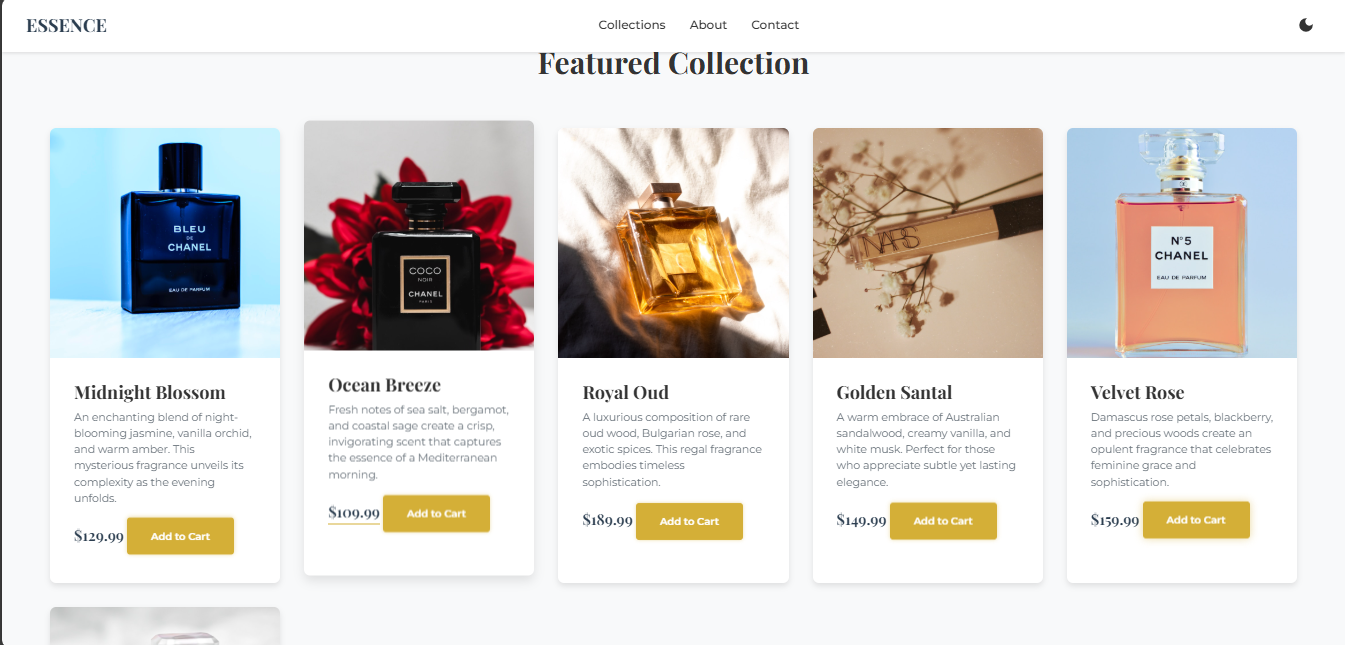 ESSENCE
Collections About Contact
Featured Collection
BLEU
DE
CHANEL
EAU DE PARFUM
COCO
NOIR
CHANEL
PARIS
NARS
N°5
CHANEL
EAU DE PARFUM
Midnight Blossom
An enchanting blend of night-
blooming jasmine, vanilla orchid,
and warm amber. This
mysterious fragrance unveils its
complexity as the evening
unfolds.
$129.99 Add to Cart
Ocean Breeze
Fresh notes of sea salt, bergamot,
and coastal sage create a crisp,
invigorating scent that captures
the essence of a Mediterranean
morning.
$109.99 Add to Cart
Royal Oud
A luxurious composition of rare
oud wood, Bulgarian rose, and
exotic spices. This regal fragrance
embodies timeless
sophistication.
$189.99 Add to Cart
Golden Santal
A warm embrace of Australian
sandalwood, creamy vanilla, and
white musk. Perfect for those
who appreciate subtle yet lasting
elegance.
$149.99 Add to Cart
Velvet Rose
Damascus rose petals, blackberry,
and precious woods create an
opulent fragrance that celebrates
feminine grace and
sophistication.
$159.99 Add to Cart